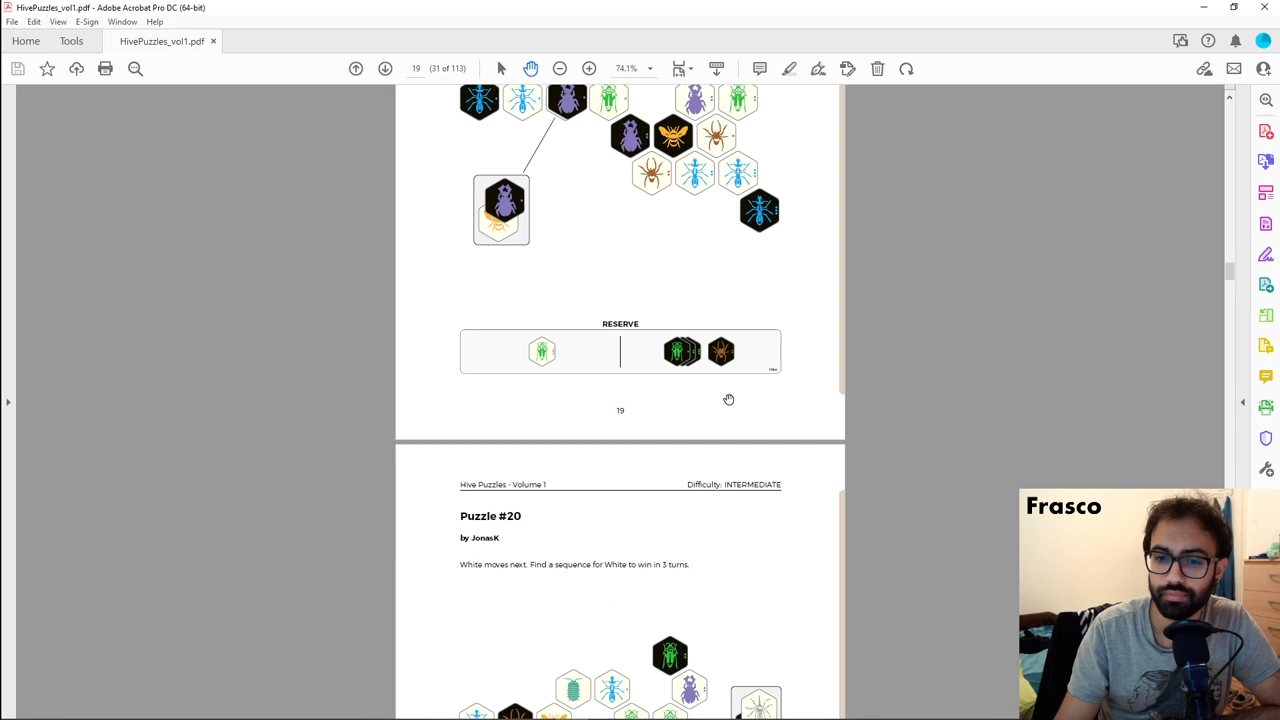 HivePuzzles_vol1.pdf - Adobe Acrobat Pro DC (64-bit)
File Edit View E-Sign Window Help
Home Tools HivePuzzles_vol1.pdf ×
19 (31 of 113) 74.1%
RESERVE
19
Hive Puzzles - Volume 1 Difficulty: INTERMEDIATE
Puzzle #20
by JonasK
White moves next. Find a sequence for White to win in 3 turns.
Frasco